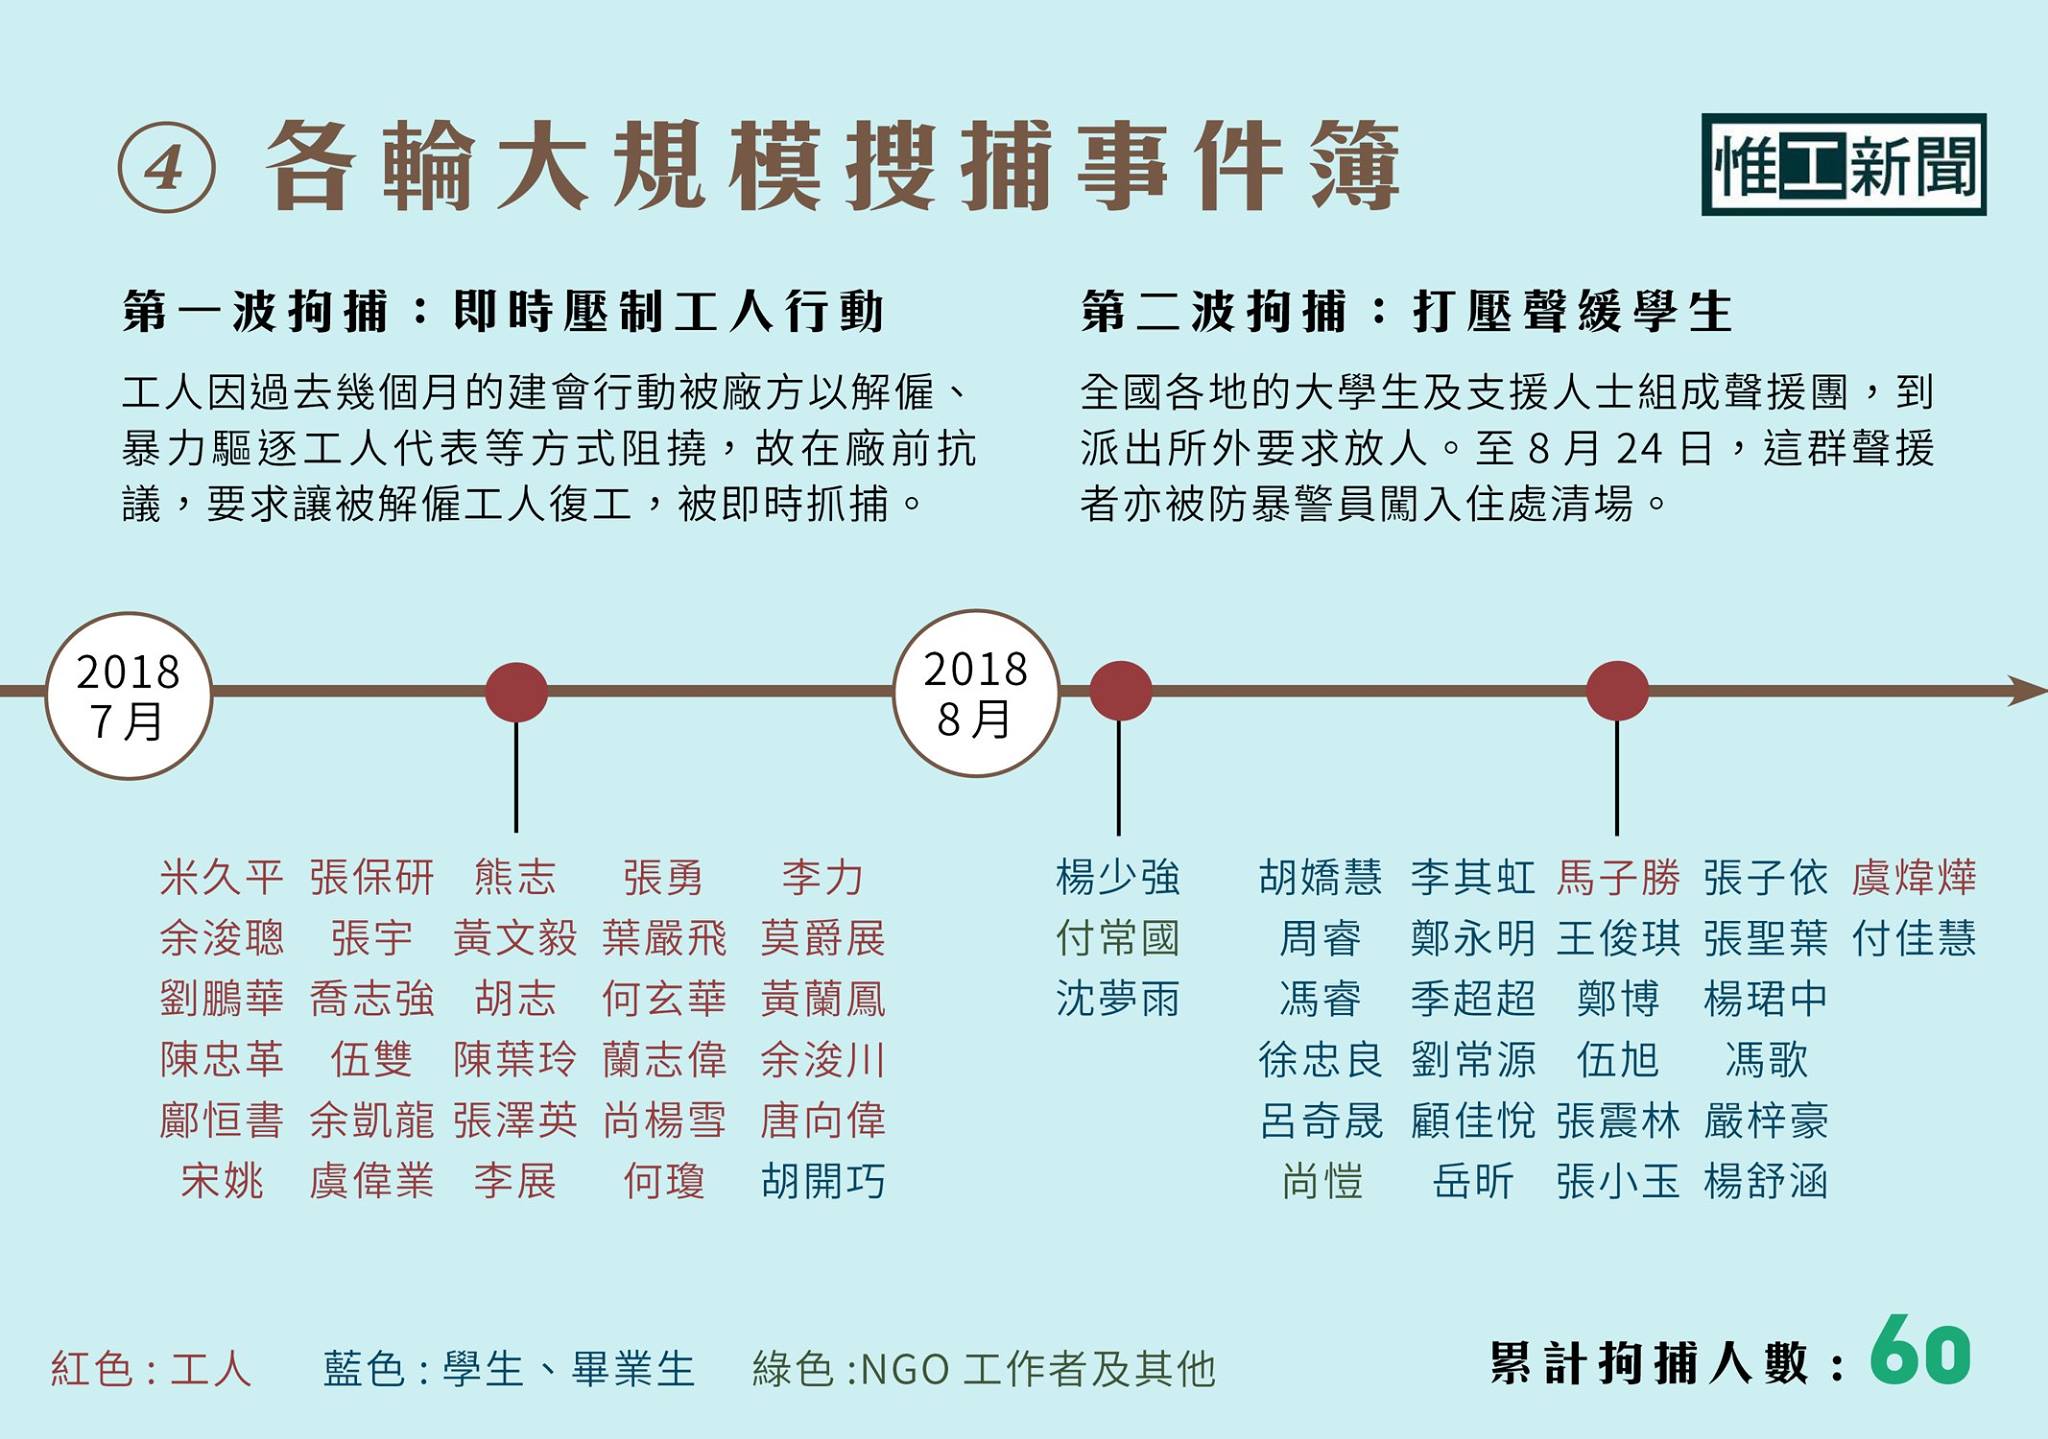 ④ 各輪大規模搜捕事件簿
惟工新聞
第一波拘捕：即時壓制工人行動
工人因過去幾個月的建會行動被廠方以解僱、
暴力驅逐工人代表等方式阻撓，故在廠前抗
議，要求讓被解僱工人復工，被即時抓捕。
第二波拘捕：打壓聲緩學生
全國各地的大學生及支援人士組成聲援團，到
派出所外要求放人。至 8 月 24 日，這群聲援
者亦被防暴警員闖入住處清場。
2018
7 月
2018
8 月
米久平 張保研 熊志 張勇 李力
余浚聰 張宇 黃文毅 葉嚴飛 莫爵展
劉鵬華 喬志強 胡志 何玄華 黃蘭鳳
陳忠革 伍雙 陳葉玲 蘭志偉 余浚川
鄺恒書 余凱龍 張澤英 尚楊雪 唐向偉
宋姚 虞偉業 李展 何瓊 胡開巧
楊少強
付常國
沈夢雨
胡嬌慧 李其虹 馬子勝 張子依 虞煒燁
周睿 鄭永明 王俊琪 張聖葉 付佳慧
馮睿 季超超 鄭博 楊珺中
徐忠良 劉常源 伍旭 馮歌
呂奇晟 顧佳悅 張震林 嚴梓豪
尚愷 岳昕 張小玉 楊舒涵
紅色 : 工人 藍色 : 學生、畢業生 綠色 :NGO 工作者及其他
累計拘捕人數：60